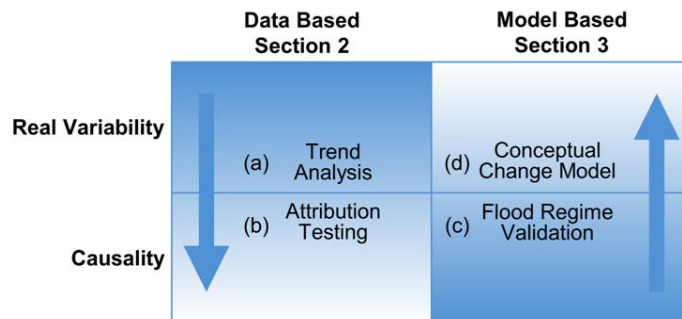 Data Based
Section 2
Model Based
Section 3
Real Variability
(a) Trend
Analysis
(d) Conceptual
Change Model
Causality
(b) Attribution
Testing
(c) Flood Regime
Validation